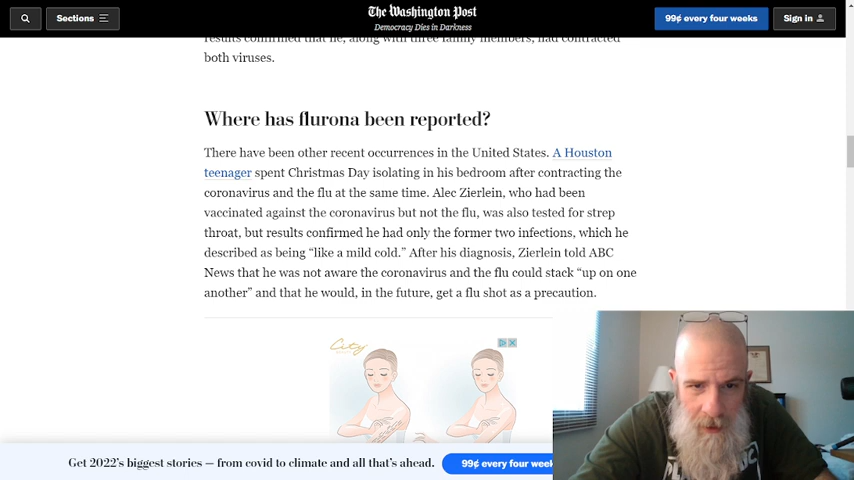 Sections
The Washington Post
Democracy Dies in Darkness
99¢ every four weeks
Sign in
results confirmed that he, along with three family members, had contracted
both viruses.
Where has flurona been reported?
There have been other recent occurrences in the United States. A Houston
teenager spent Christmas Day isolating in his bedroom after contracting the
coronavirus and the flu at the same time. Alec Zierlein, who had been
vaccinated against the coronavirus but not the flu, was also tested for strep
throat, but results confirmed he had only the former two infections, which he
described as being “like a mild cold.” After his diagnosis, Zierlein told ABC
News that he was not aware the coronavirus and the flu could stack “up on one
another” and that he would, in the future, get a flu shot as a precaution.
City
Get 2022’s biggest stories — from covid to climate and all that’s ahead.
99¢ every four week